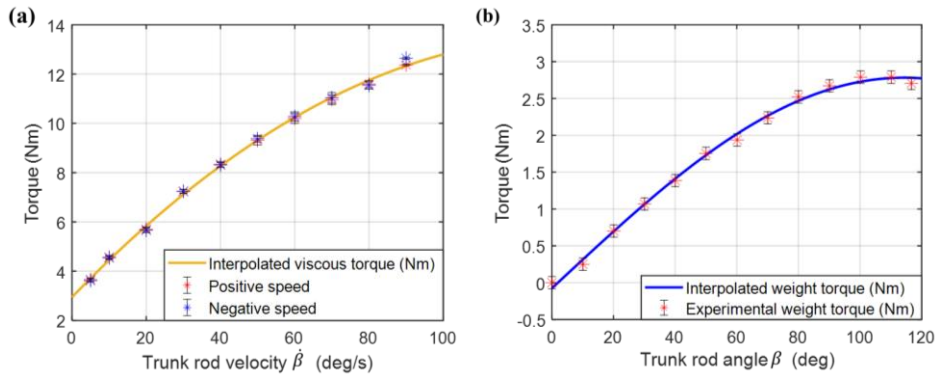 (a)
14
12
10
8
6
4
2
Torque (Nm)
0 20 40 60 80 100
Trunk rod velocity β̇ (deg/s)
Interpolated viscous torque (Nm)
Positive speed
Negative speed
(b)
3.5
3
2.5
2
1.5
1
0.5
0
-0.5
Torque (Nm)
0 20 40 60 80 100 120
Trunk rod angle β (deg)
Interpolated weight torque (Nm)
Experimental weight torque (Nm)